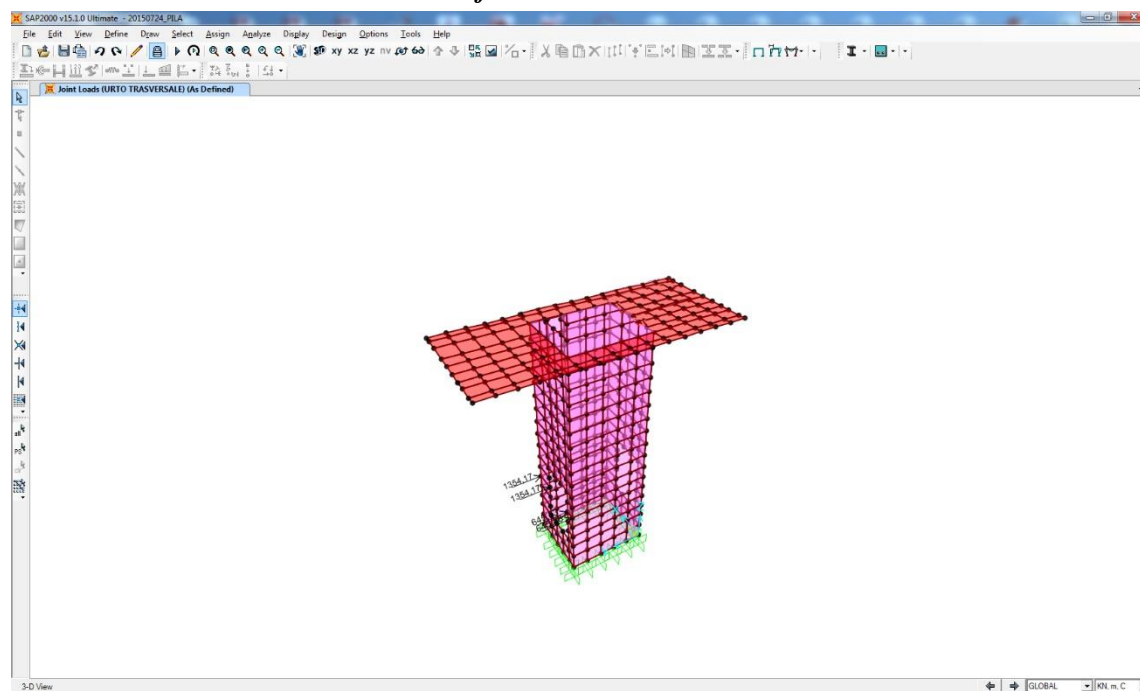 SAP2000 v15.1.0 Ultimate - 20150724_PILA
File Edit View Define Draw Select Assign Analyze Display Design Options Tools Help
xy xz yz nv
Joint Loads (URTO TRASVERSALE) (As Defined)
1354.17
1354.17
3-D View
GLOBAL
KN, m, C